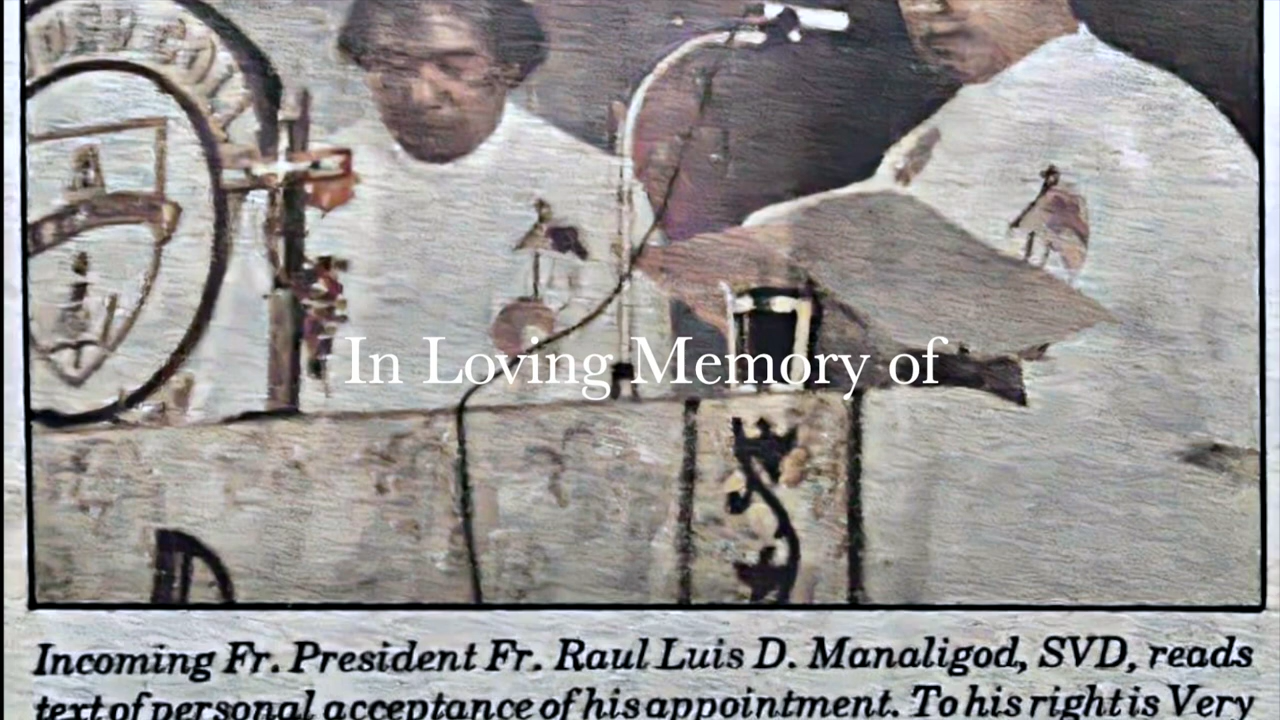 In Loving Memory of
Incoming Fr. President Fr. Raul Luis D. Manaligod, SVD, reads
text of personal acceptance of his appointment. To his right is Very